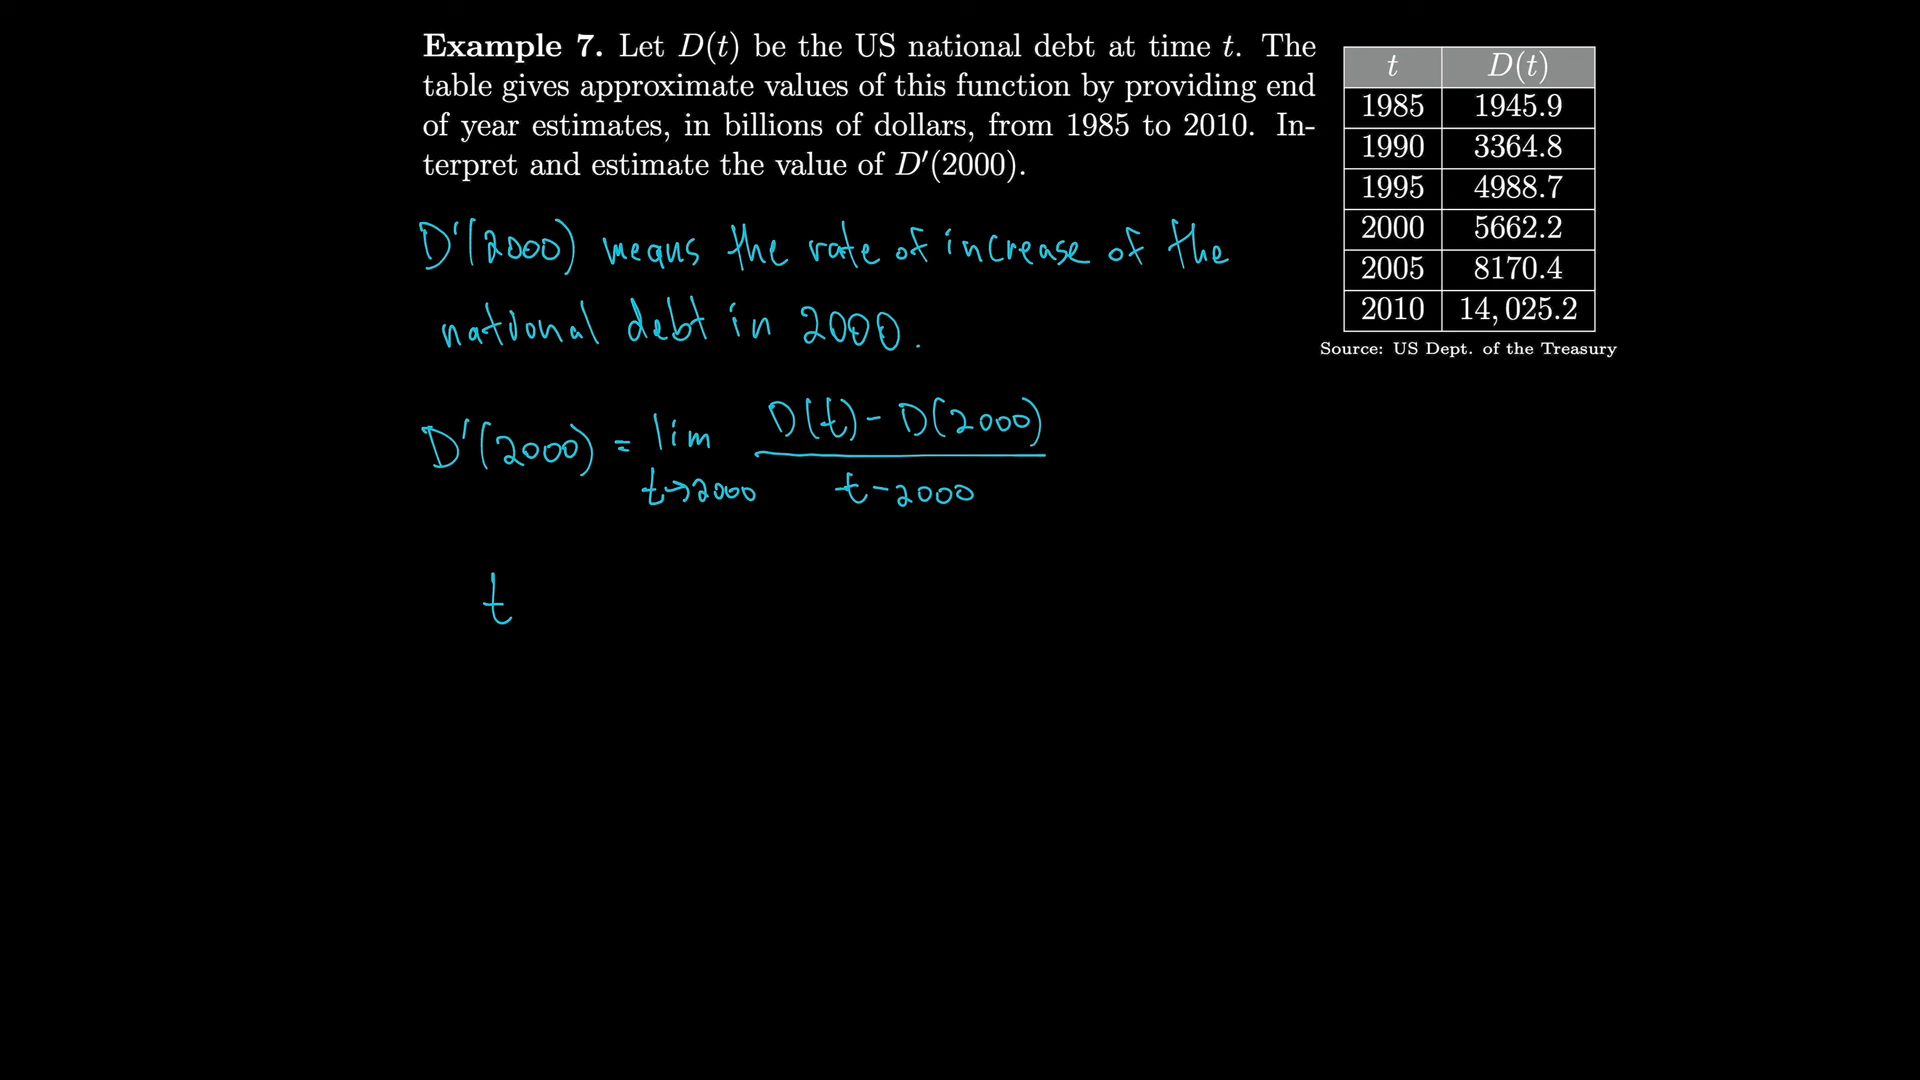 Example 7. Let D(t) be the US national debt at time t. The
table gives approximate values of this function by providing end
of year estimates, in billions of dollars, from 1985 to 2010. In-
terpret and estimate the value of D′(2000).
t D(t)
1985 1945.9
1990 3364.8
1995 4988.7
2000 5662.2
2005 8170.4
2010 14,025.2
Source: US Dept. of the Treasury
D'(2000) means the rate of increase of the
national debt in 2000.
D'(2000) = lim D(t) - D(2000)
t→2000 t-2000
t